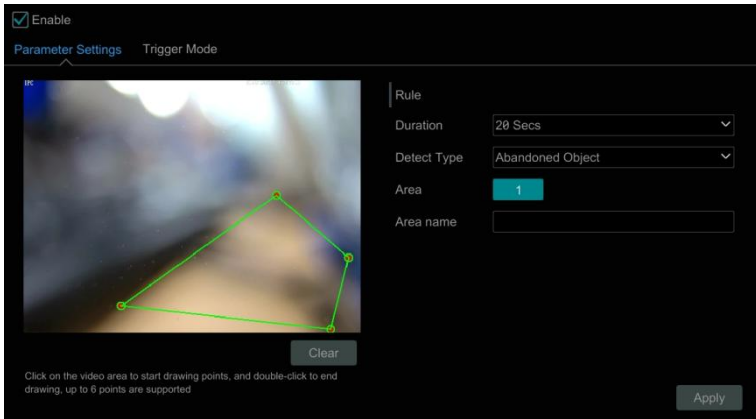 Enable
Parameter Settings Trigger Mode
IPC
Rule
Duration 20 Secs
Detect Type Abandoned Object
Area 1
Area name
Clear
Click on the video area to start drawing points, and double-click to end
drawing, up to 6 points are supported
Apply